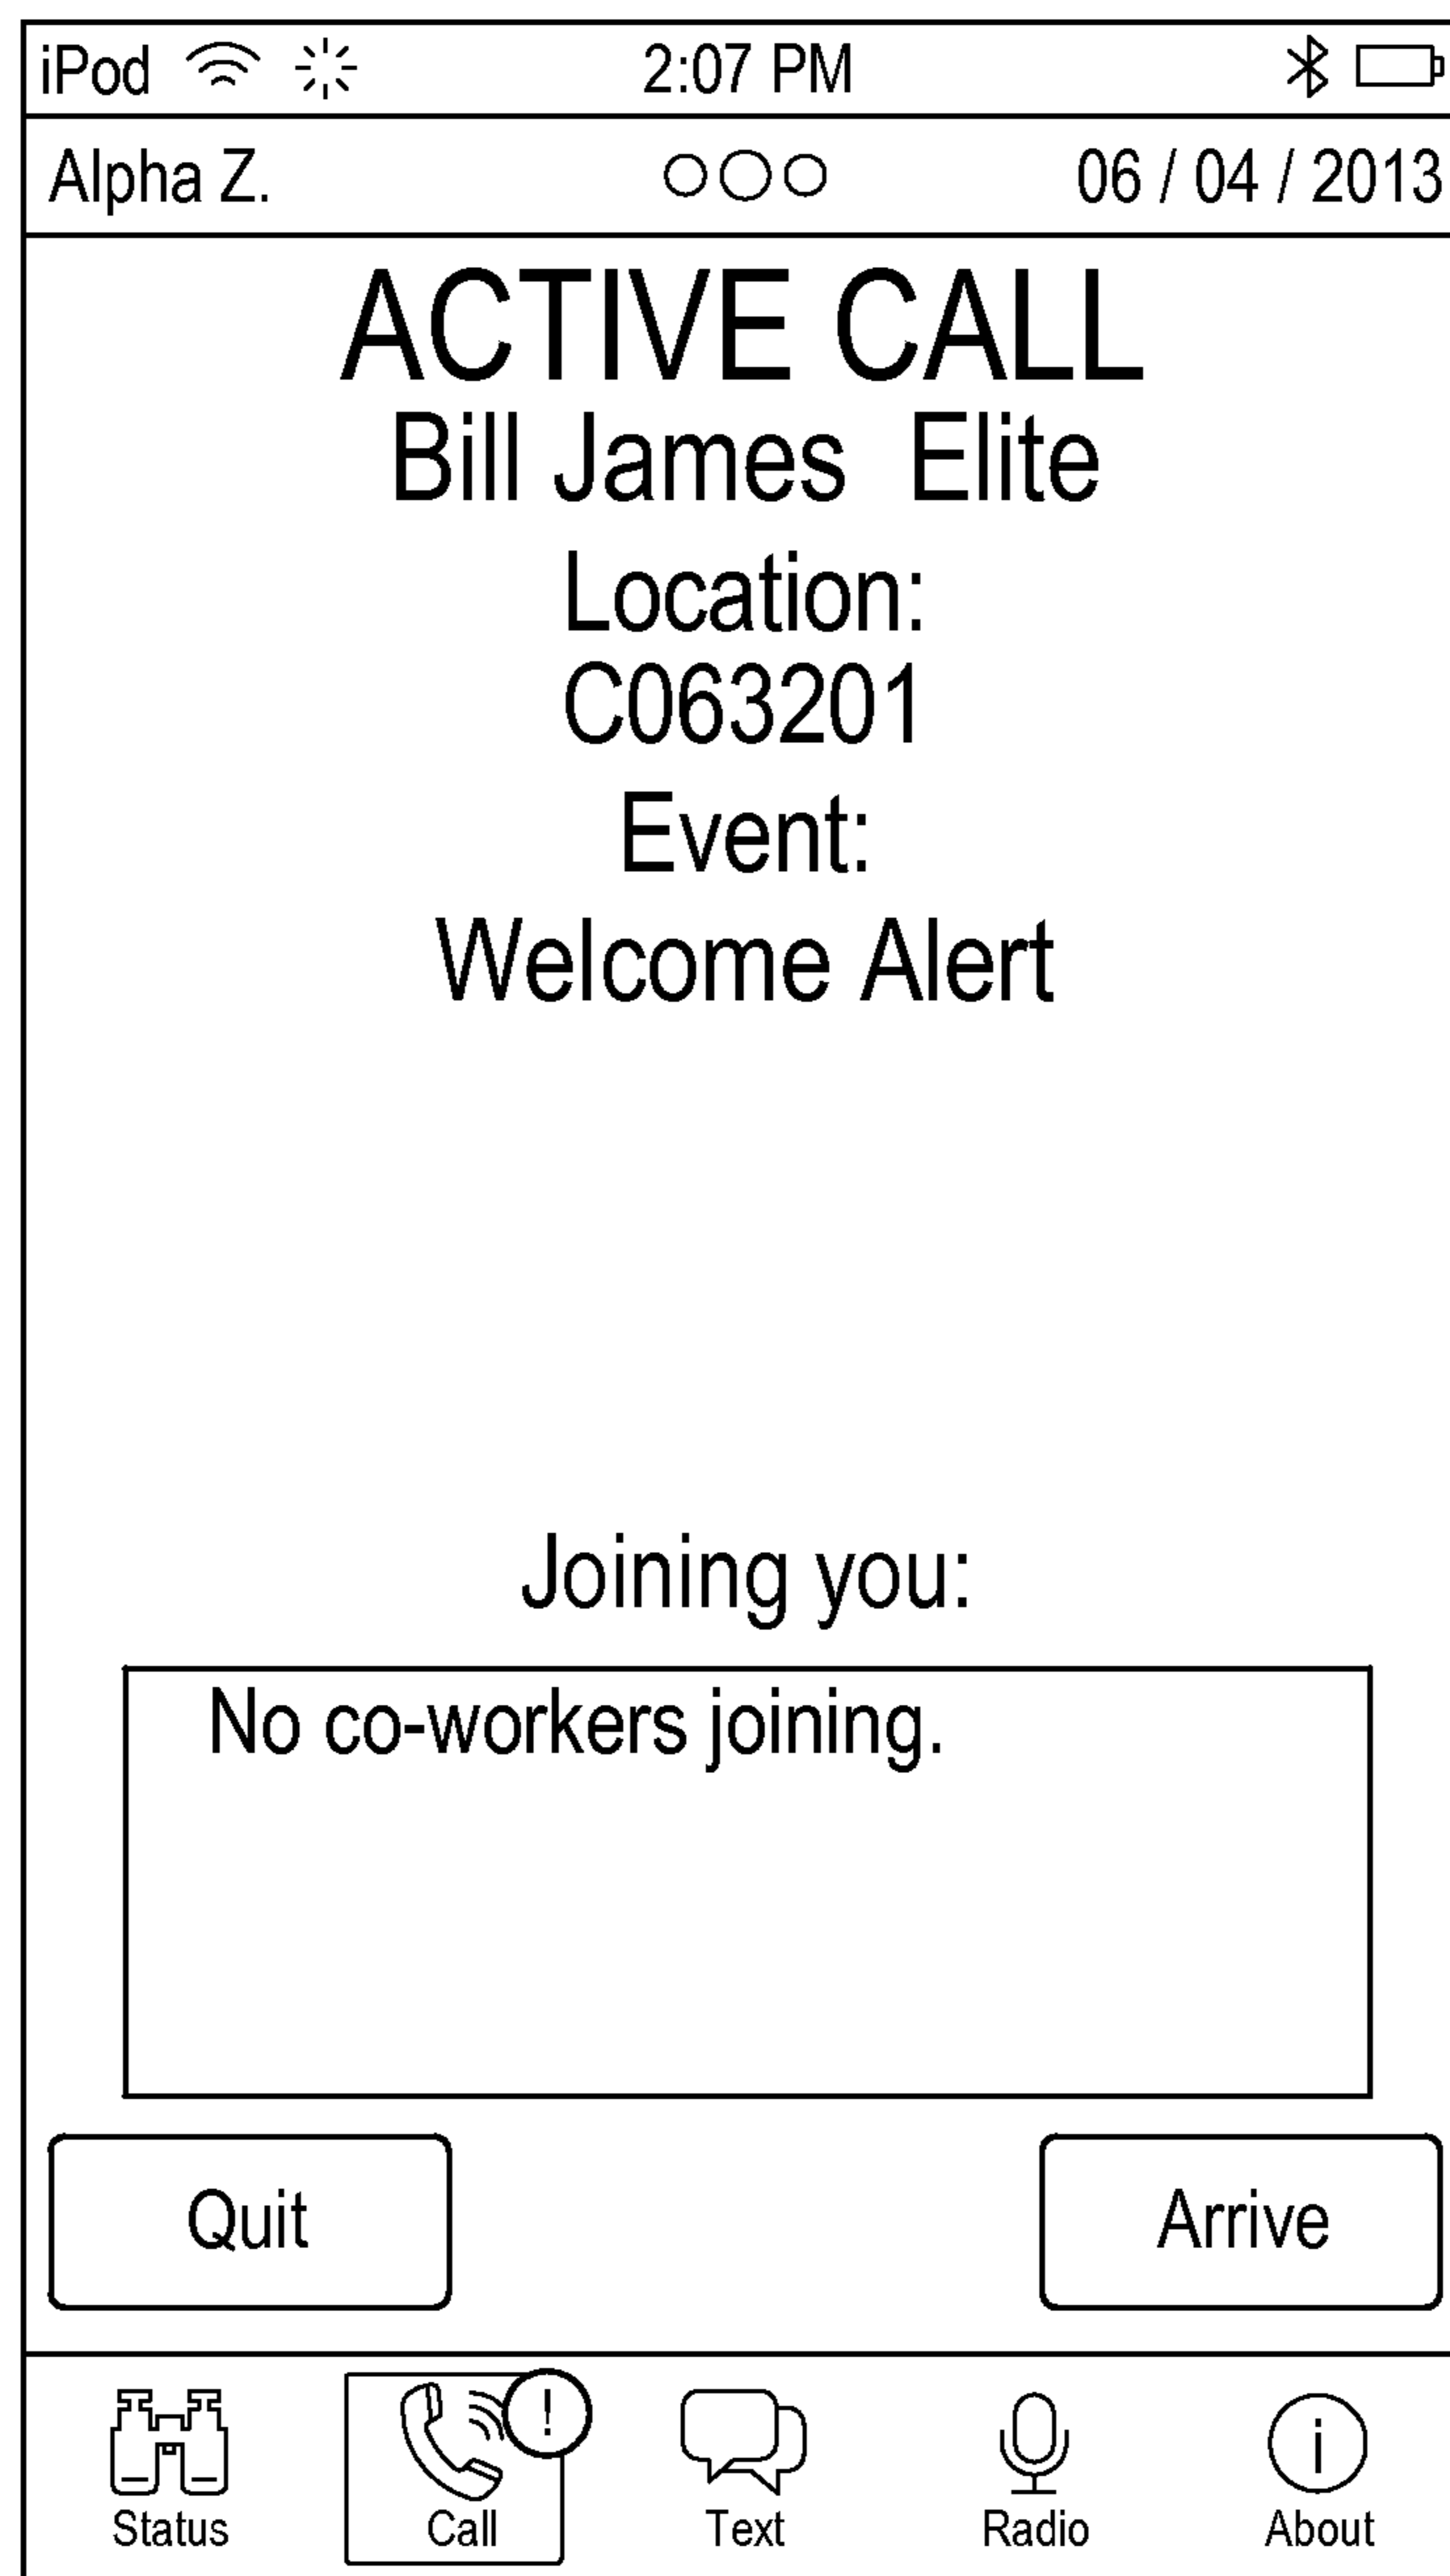 iPod 2:07 PM
Alpha Z. 06 / 04 / 2013
ACTIVE CALL
Bill James Elite
Location:
C063201
Event:
Welcome Alert
Joining you:
No co-workers joining.
Quit Arrive
!
i
Status Call Text Radio About